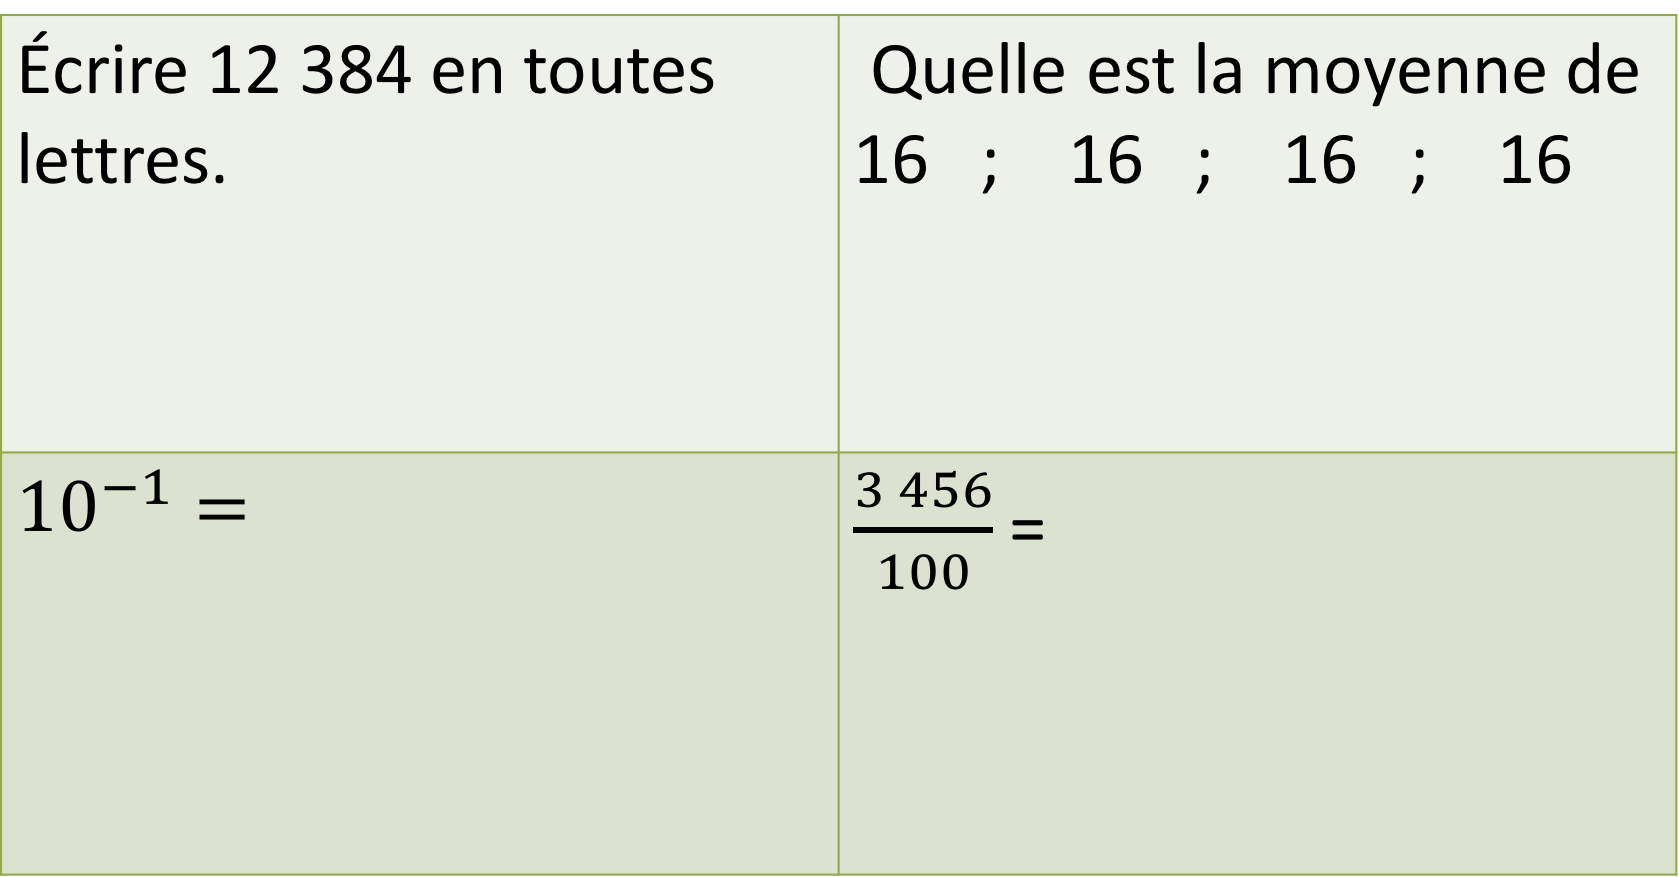 Écrire 12 384 en toutes
lettres.
Quelle est la moyenne de
16 ; 16 ; 16 ; 16
10⁻¹ =
3 456
100 =